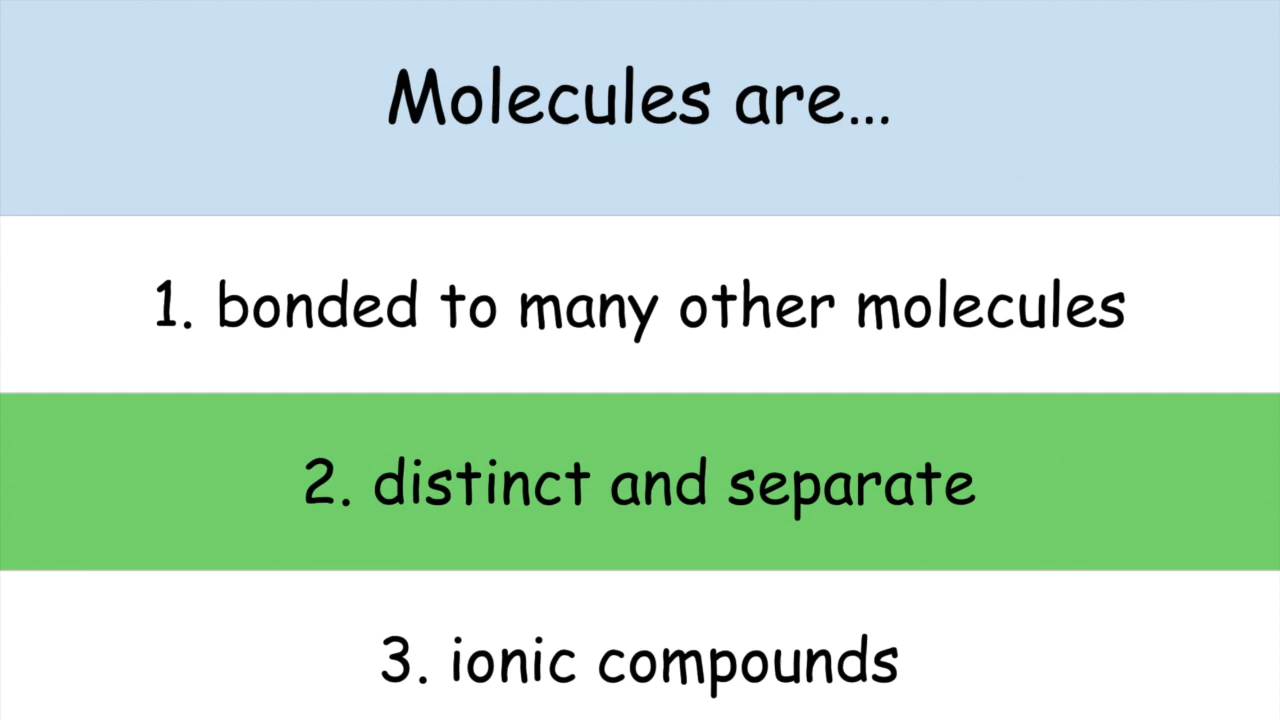 Molecules are...
1. bonded to many other molecules
2. distinct and separate
3. ionic compounds